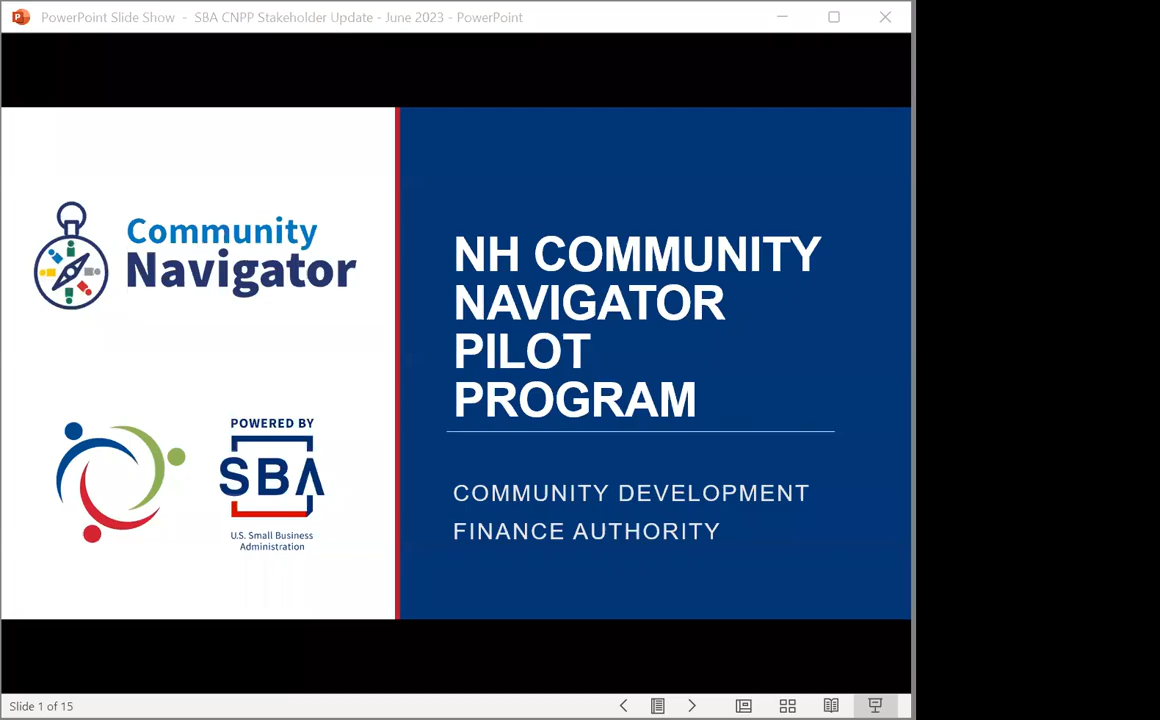 PowerPoint Slide Show - SBA CNPP Stakeholder Update - June 2023 - PowerPoint
Community
Navigator
POWERED BY
SBA
U.S. Small Business
Administration
NH COMMUNITY
NAVIGATOR
PILOT
PROGRAM
COMMUNITY DEVELOPMENT
FINANCE AUTHORITY
Slide 1 of 15